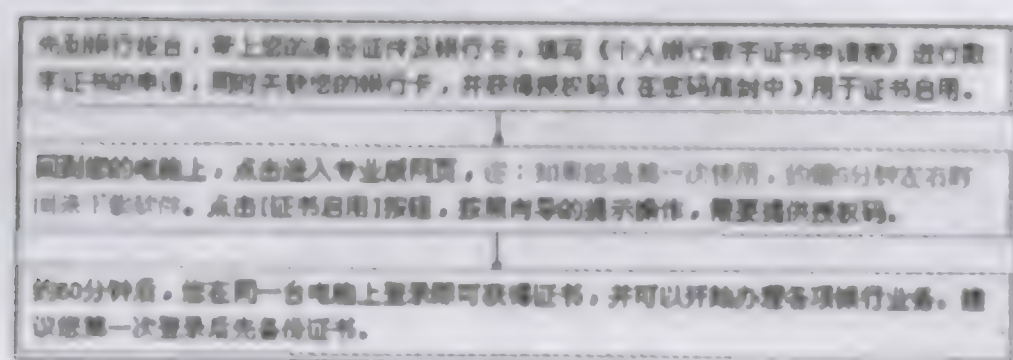 先到银行柜台，带上您的身份证件及银行卡，填写（个人银行数字证书申请表）进行数
字证书的申请，同时关联您的银行卡，并获得授权码（在密码信封中）用于证书启用。
回到您的电脑上，点击进入专业版网页，注：如果您是第一次使用，约需5分钟左右时
间来下载软件。点击[证书启用]按钮，按照向导的提示操作，需要提供授权码。
约60分钟后，您在同一台电脑上登录即可获得证书，并可以开始办理各项银行业务。建
议您第一次登录后先备份证书。